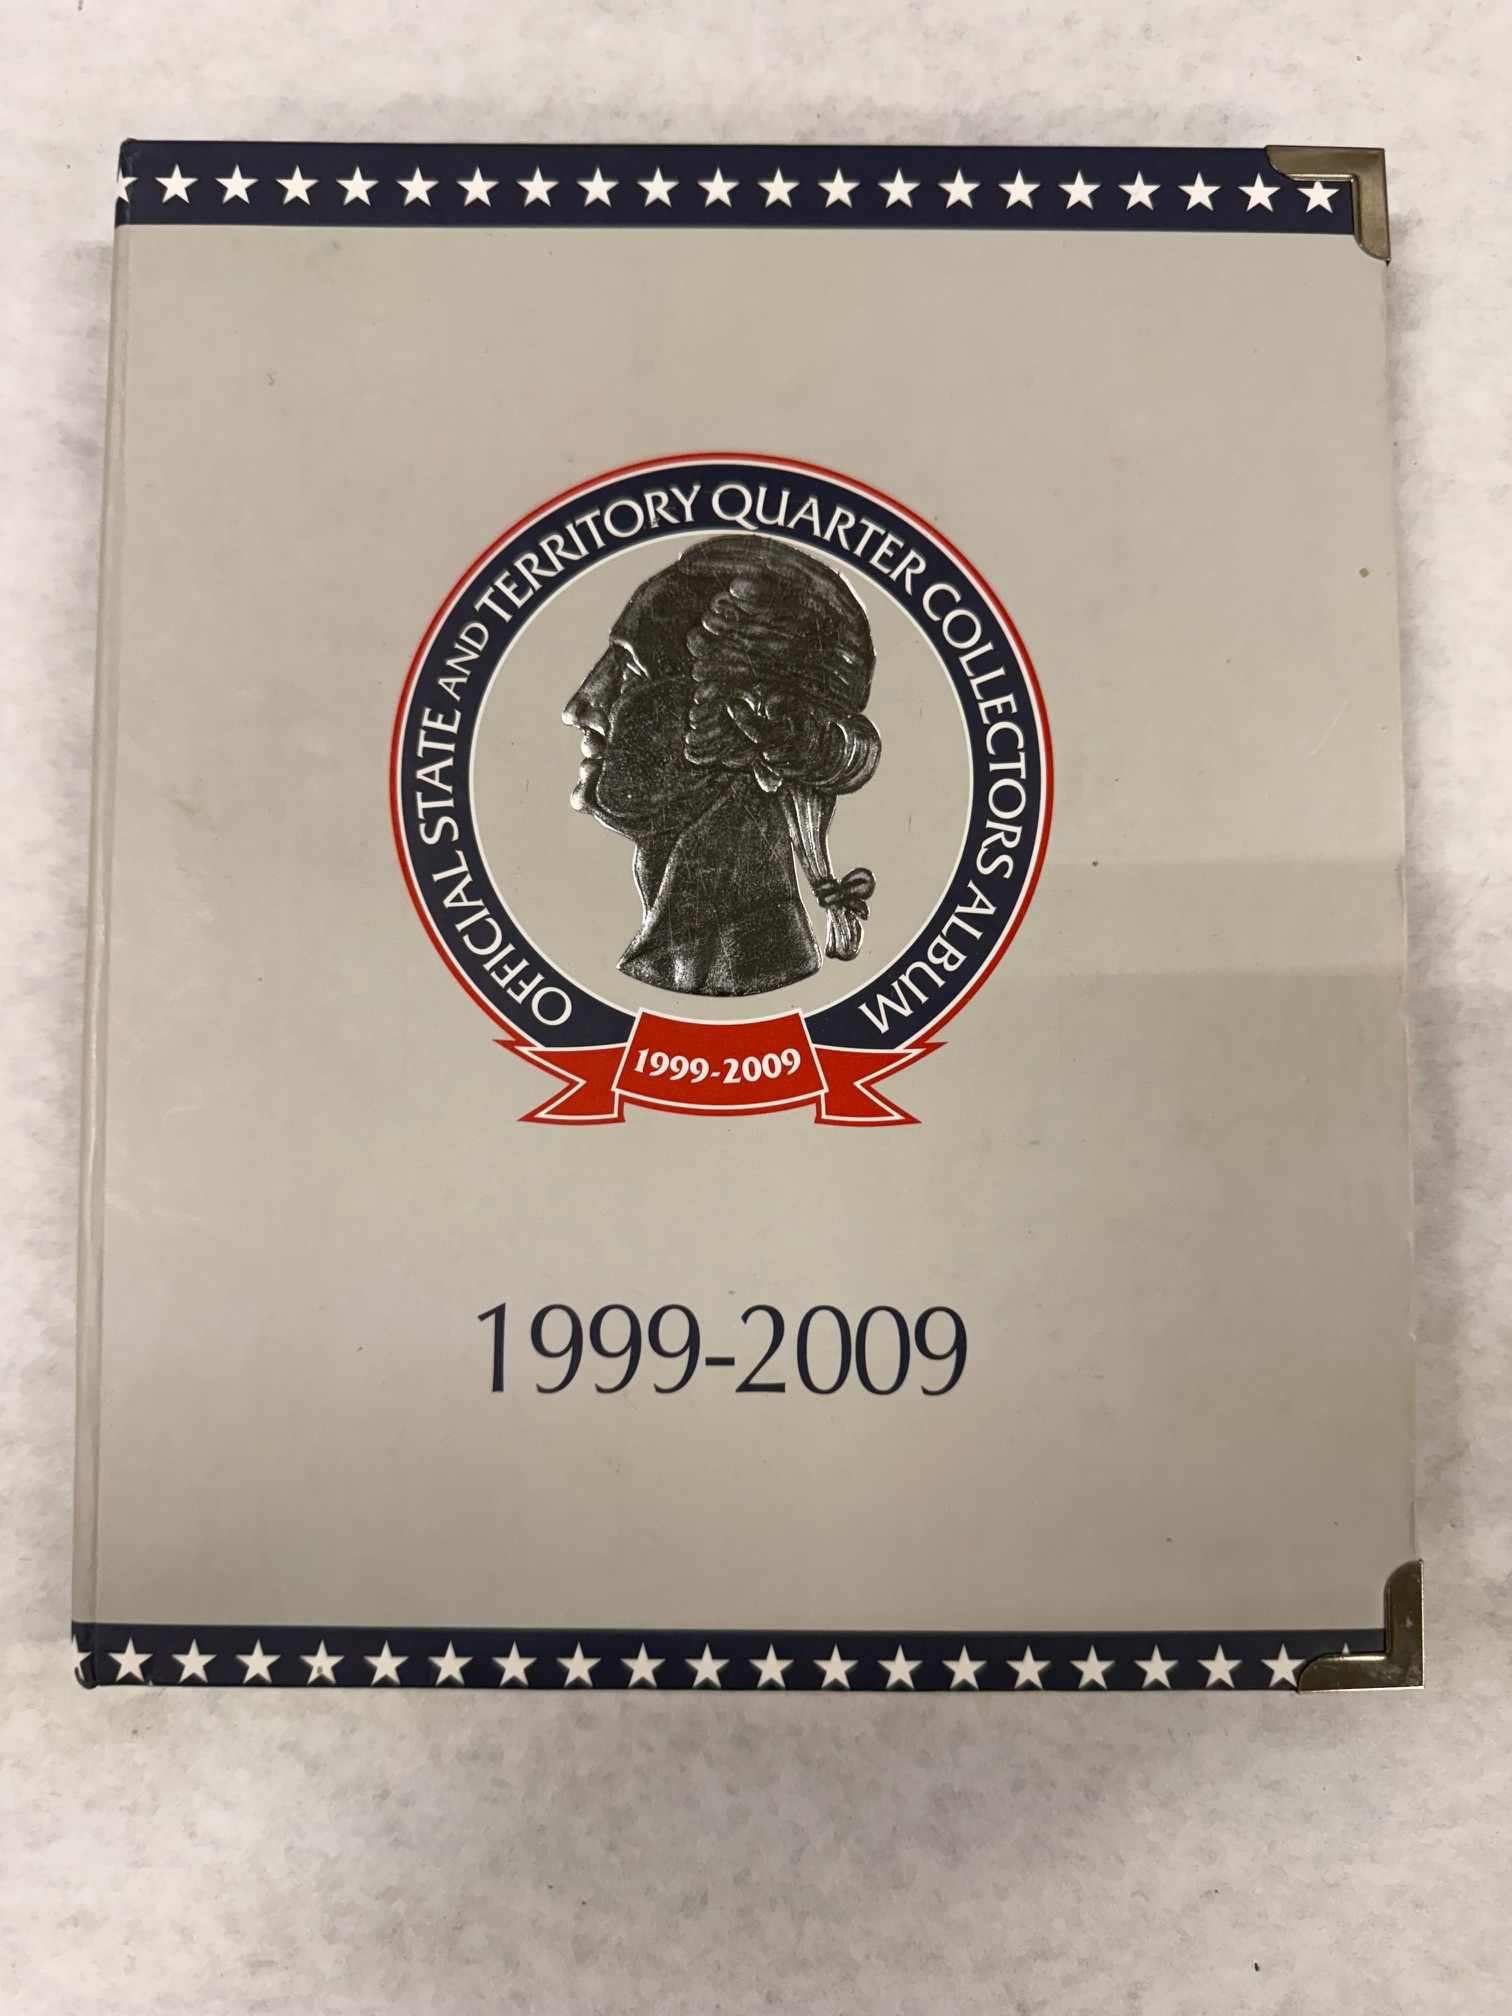 OFFICIAL STATE AND TERRITORY QUARTER COLLECTORS ALBUM
1999-2009
1999-2009